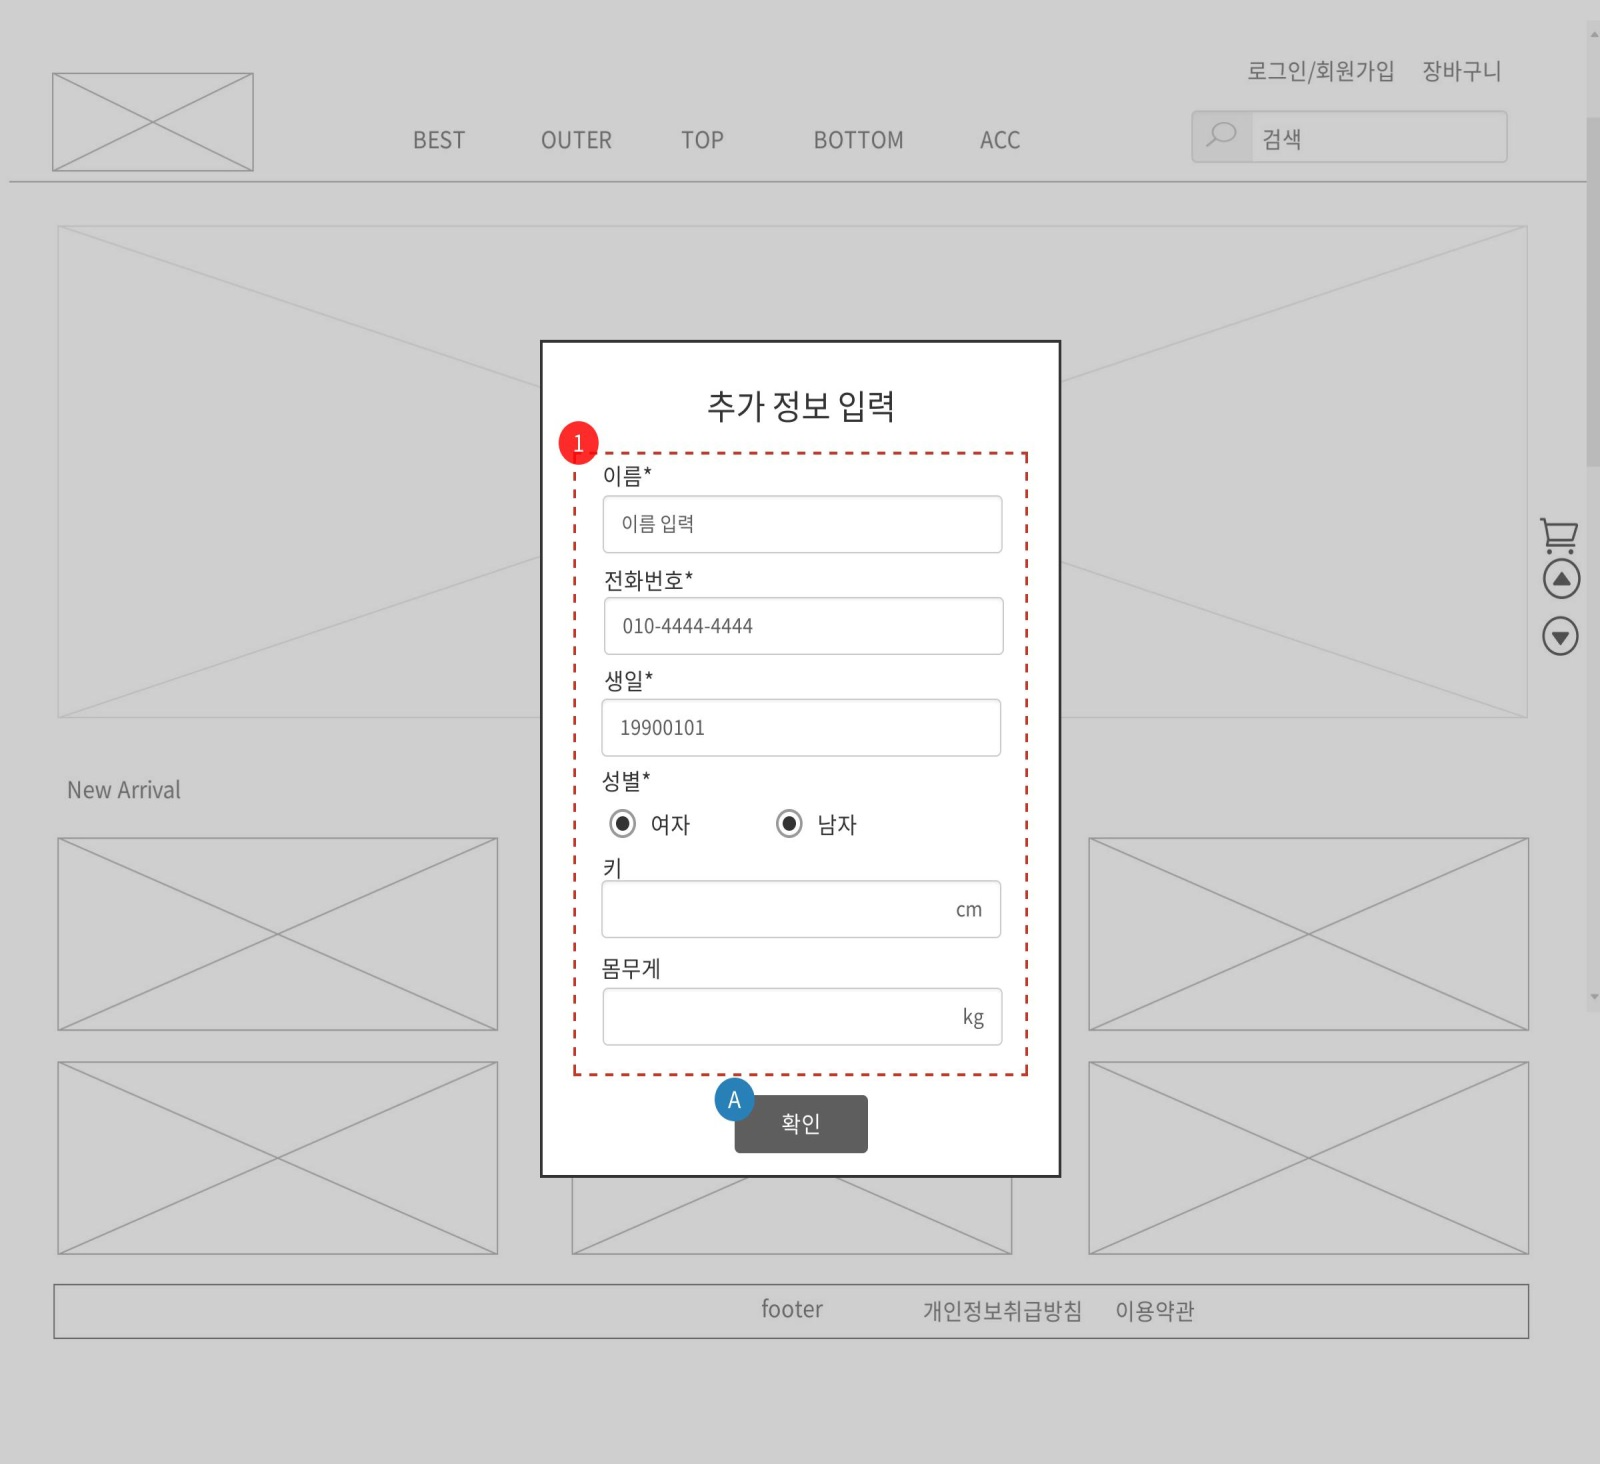 로그인/회원가입 장바구니
BEST OUTER TOP BOTTOM ACC 검색
추가 정보 입력
1
이름*
이름 입력
전화번호*
010-4444-4444
생일*
19900101
성별*
여자 남자
키
cm
몸무게
kg
A
확인
New Arrival
footer 개인정보취급방침 이용약관